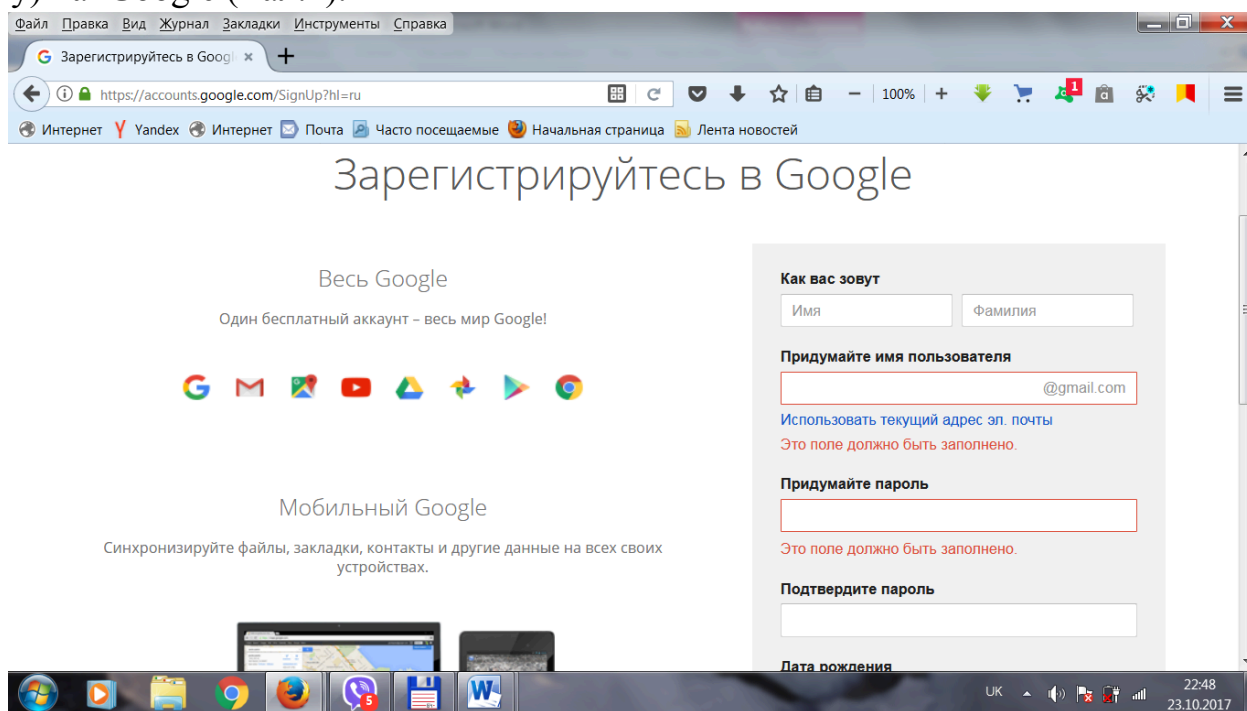 Google
Файл Правка Вид Журнал Закладки Инструменты Справка
Зарегистрируйтесь в Googl
https://accounts.google.com/SignUp?hl=ru
100%
1
Интернет Yandex Интернет Почта Часто посещаемые Начальная страница Лента новостей
Зарегистрируйтесь в Google
Весь Google
Один бесплатный аккаунт – весь мир Google!
Мобильный Google
Синхронизируйте файлы, закладки, контакты и другие данные на всех своих
устройствах.
Как вас зовут
Имя Фамилия
Придумайте имя пользователя
@gmail.com
Использовать текущий адрес эл. почты
Это поле должно быть заполнено.
Придумайте пароль
Это поле должно быть заполнено.
Подтвердите пароль
Дата рождения
5
UK
22:48
23.10.2017